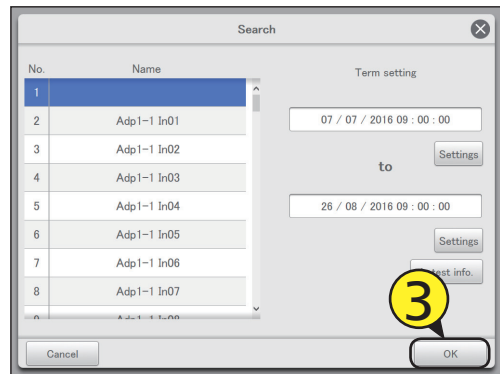 Search
No. Name
Term setting
1
2 Adp1-1 In01
3 Adp1-1 In02
4 Adp1-1 In03
5 Adp1-1 In04
6 Adp1-1 In05
7 Adp1-1 In06
8 Adp1-1 In07
07 / 07 / 2016 09 : 00 : 00
Settings
to
26 / 08 / 2016 09 : 00 : 00
Settings
info.
3
Cancel
OK